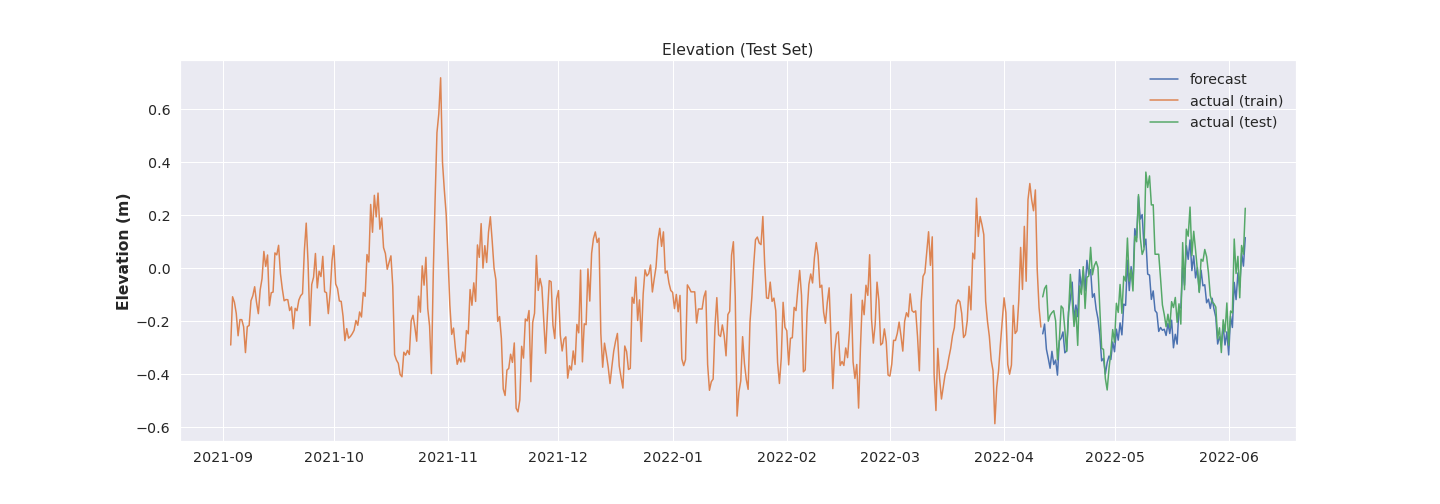 Elevation (Test Set)
forecast
actual (train)
actual (test)
Elevation (m)
0.6
0.4
0.2
0.0
−0.2
−0.4
−0.6
2021-09 2021-10 2021-11 2021-12 2022-01 2022-02 2022-03 2022-04 2022-05 2022-06